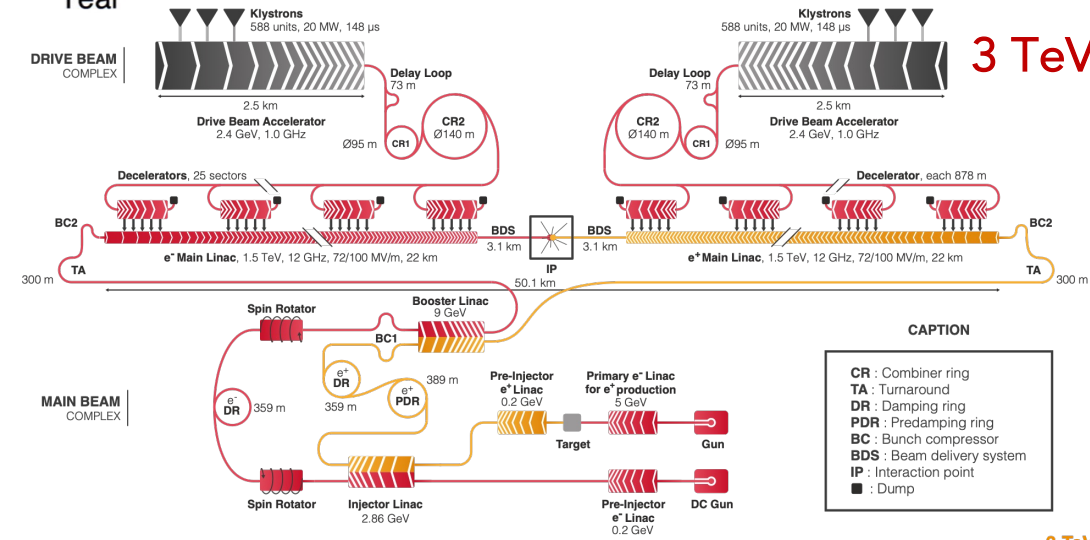 Year
Klystrons
588 units, 20 MW, 148 μs
DRIVE BEAM
COMPLEX
2.5 km
Drive Beam Accelerator
2.4 GeV, 1.0 GHz
Delay Loop
73 m
CR2
Ø140 m
CR1
Ø95 m
Klystrons
588 units, 20 MW, 148 μs
3 TeV
Delay Loop
73 m
2.5 km
Drive Beam Accelerator
2.4 GeV, 1.0 GHz
CR2
Ø140 m
CR1
Ø95 m
Decelerators, 25 sectors
Decelerator, each 878 m
BC2
BDS
3.1 km
BDS
3.1 km
BC2
e⁻ Main Linac, 1.5 TeV, 12 GHz, 72/100 MV/m, 22 km
IP
e⁺ Main Linac, 1.5 TeV, 12 GHz, 72/100 MV/m, 22 km
TA
300 m
TA
300 m
50.1 km
Spin Rotator
Booster Linac
9 GeV
BC1
e⁺
DR
359 m
e⁺
PDR
389 m
MAIN BEAM
COMPLEX
e⁻
DR
359 m
Pre-Injector
e⁺ Linac
0.2 GeV
Primary e⁻ Linac
for e⁺ production
5 GeV
Target
Gun
Spin Rotator
Injector Linac
2.86 GeV
Pre-Injector
e⁻ Linac
0.2 GeV
DC Gun
CAPTION
CR : Combiner ring
TA : Turnaround
DR : Damping ring
PDR : Predamping ring
BC : Bunch compressor
BDS : Beam delivery system
IP : Interaction point
: Dump